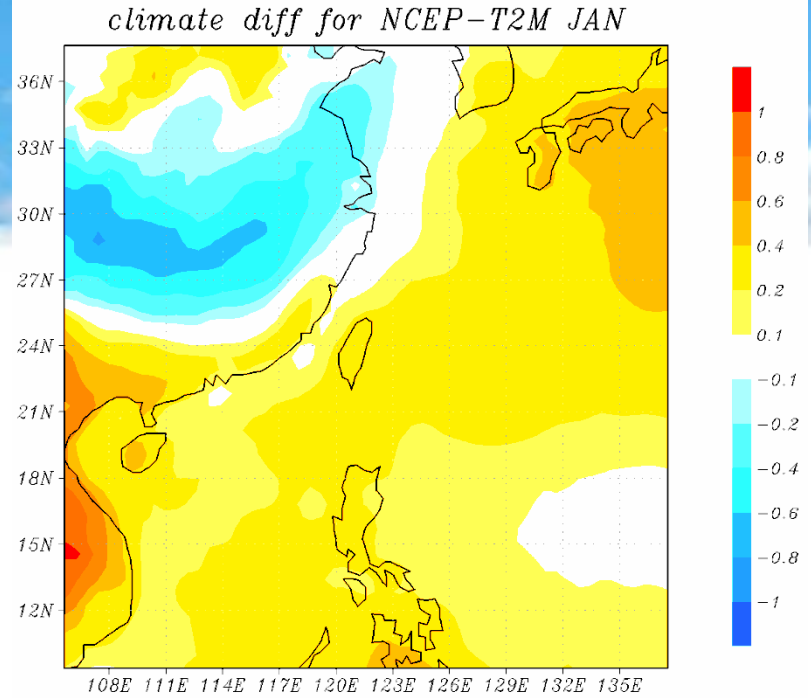 climate diff for NCEP-T2M JAN
36N
33N
30N
27N
24N
21N
18N
15N
12N
108E 111E 114E 117E 120E 123E 126E 129E 132E 135E
1
0.8
0.6
0.4
0.2
0.1
-0.1
-0.2
-0.4
-0.6
-0.8
-1